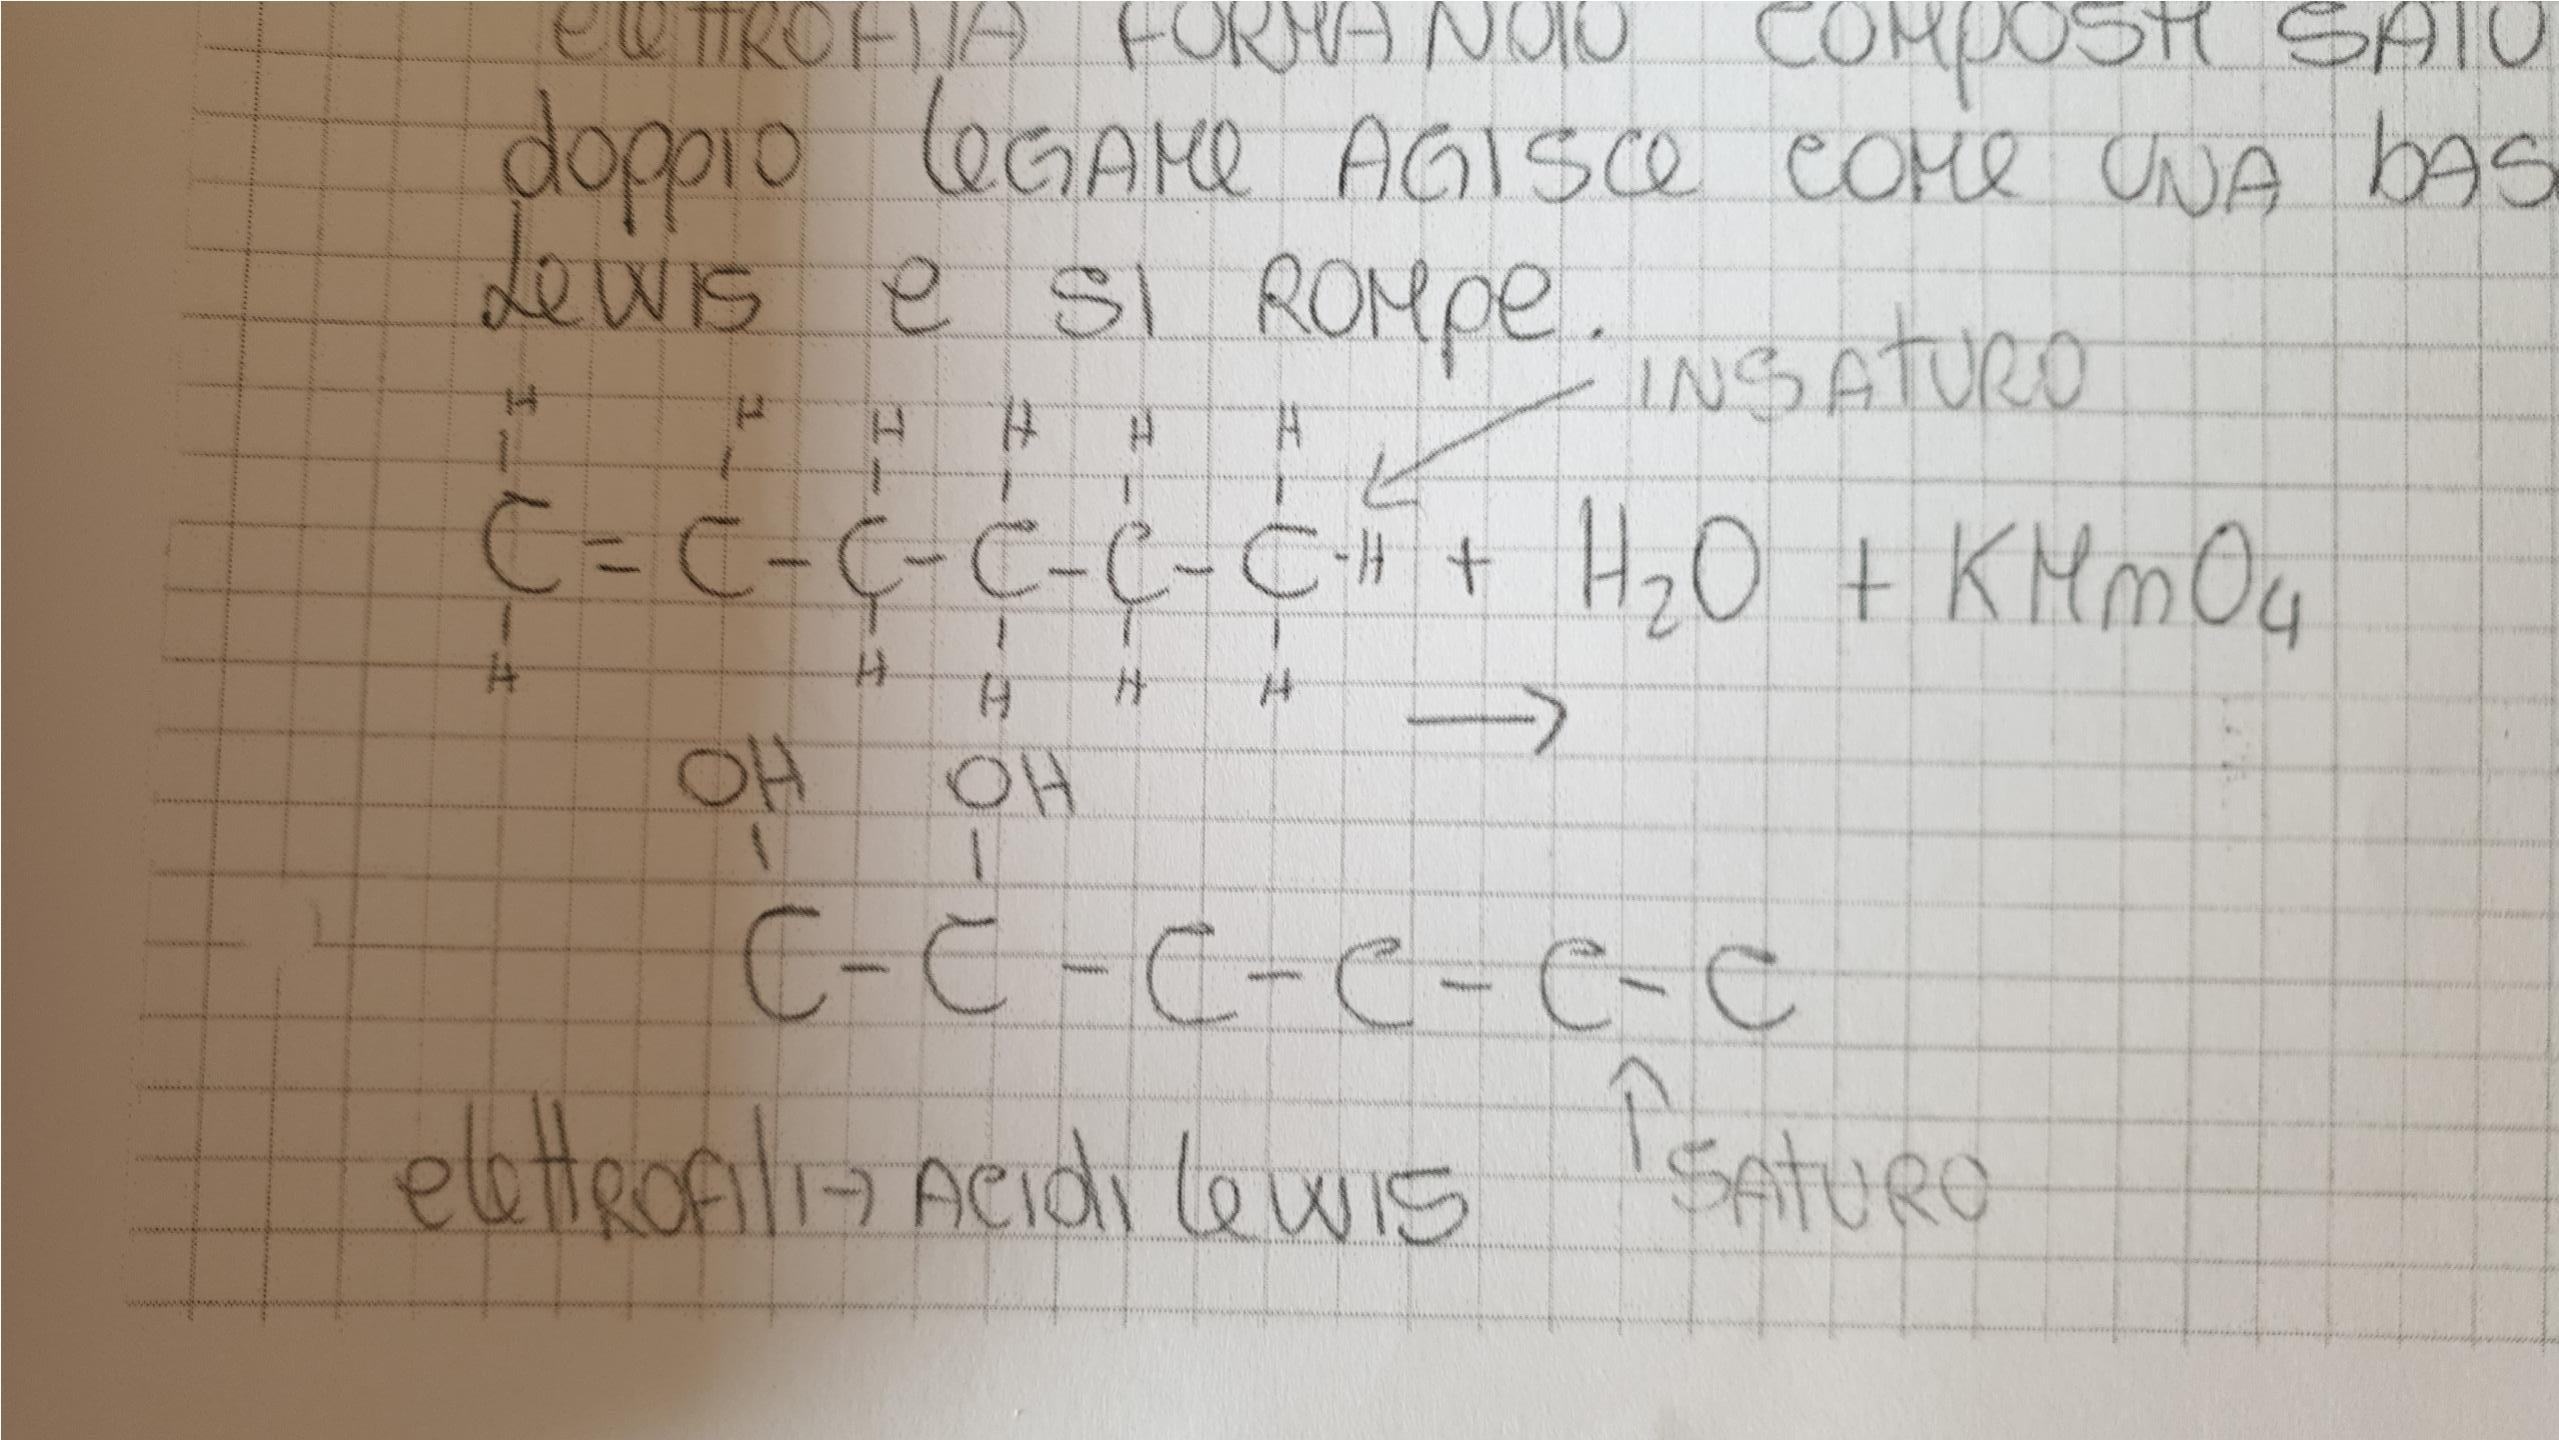 elettROFIlA FORMANDO COMPOSTI SATU
doppio leGAMe AGISce COMe UNA bAS
Lewis e SI ROMpe.
INSATURO
H H H H H H
C = C - C - C - C - C - H + H2O + KMmO4
H H H H H
→
OH OH
C - C - C - C - C - C
elettROFIlI → AcidI lewIS
SATURO